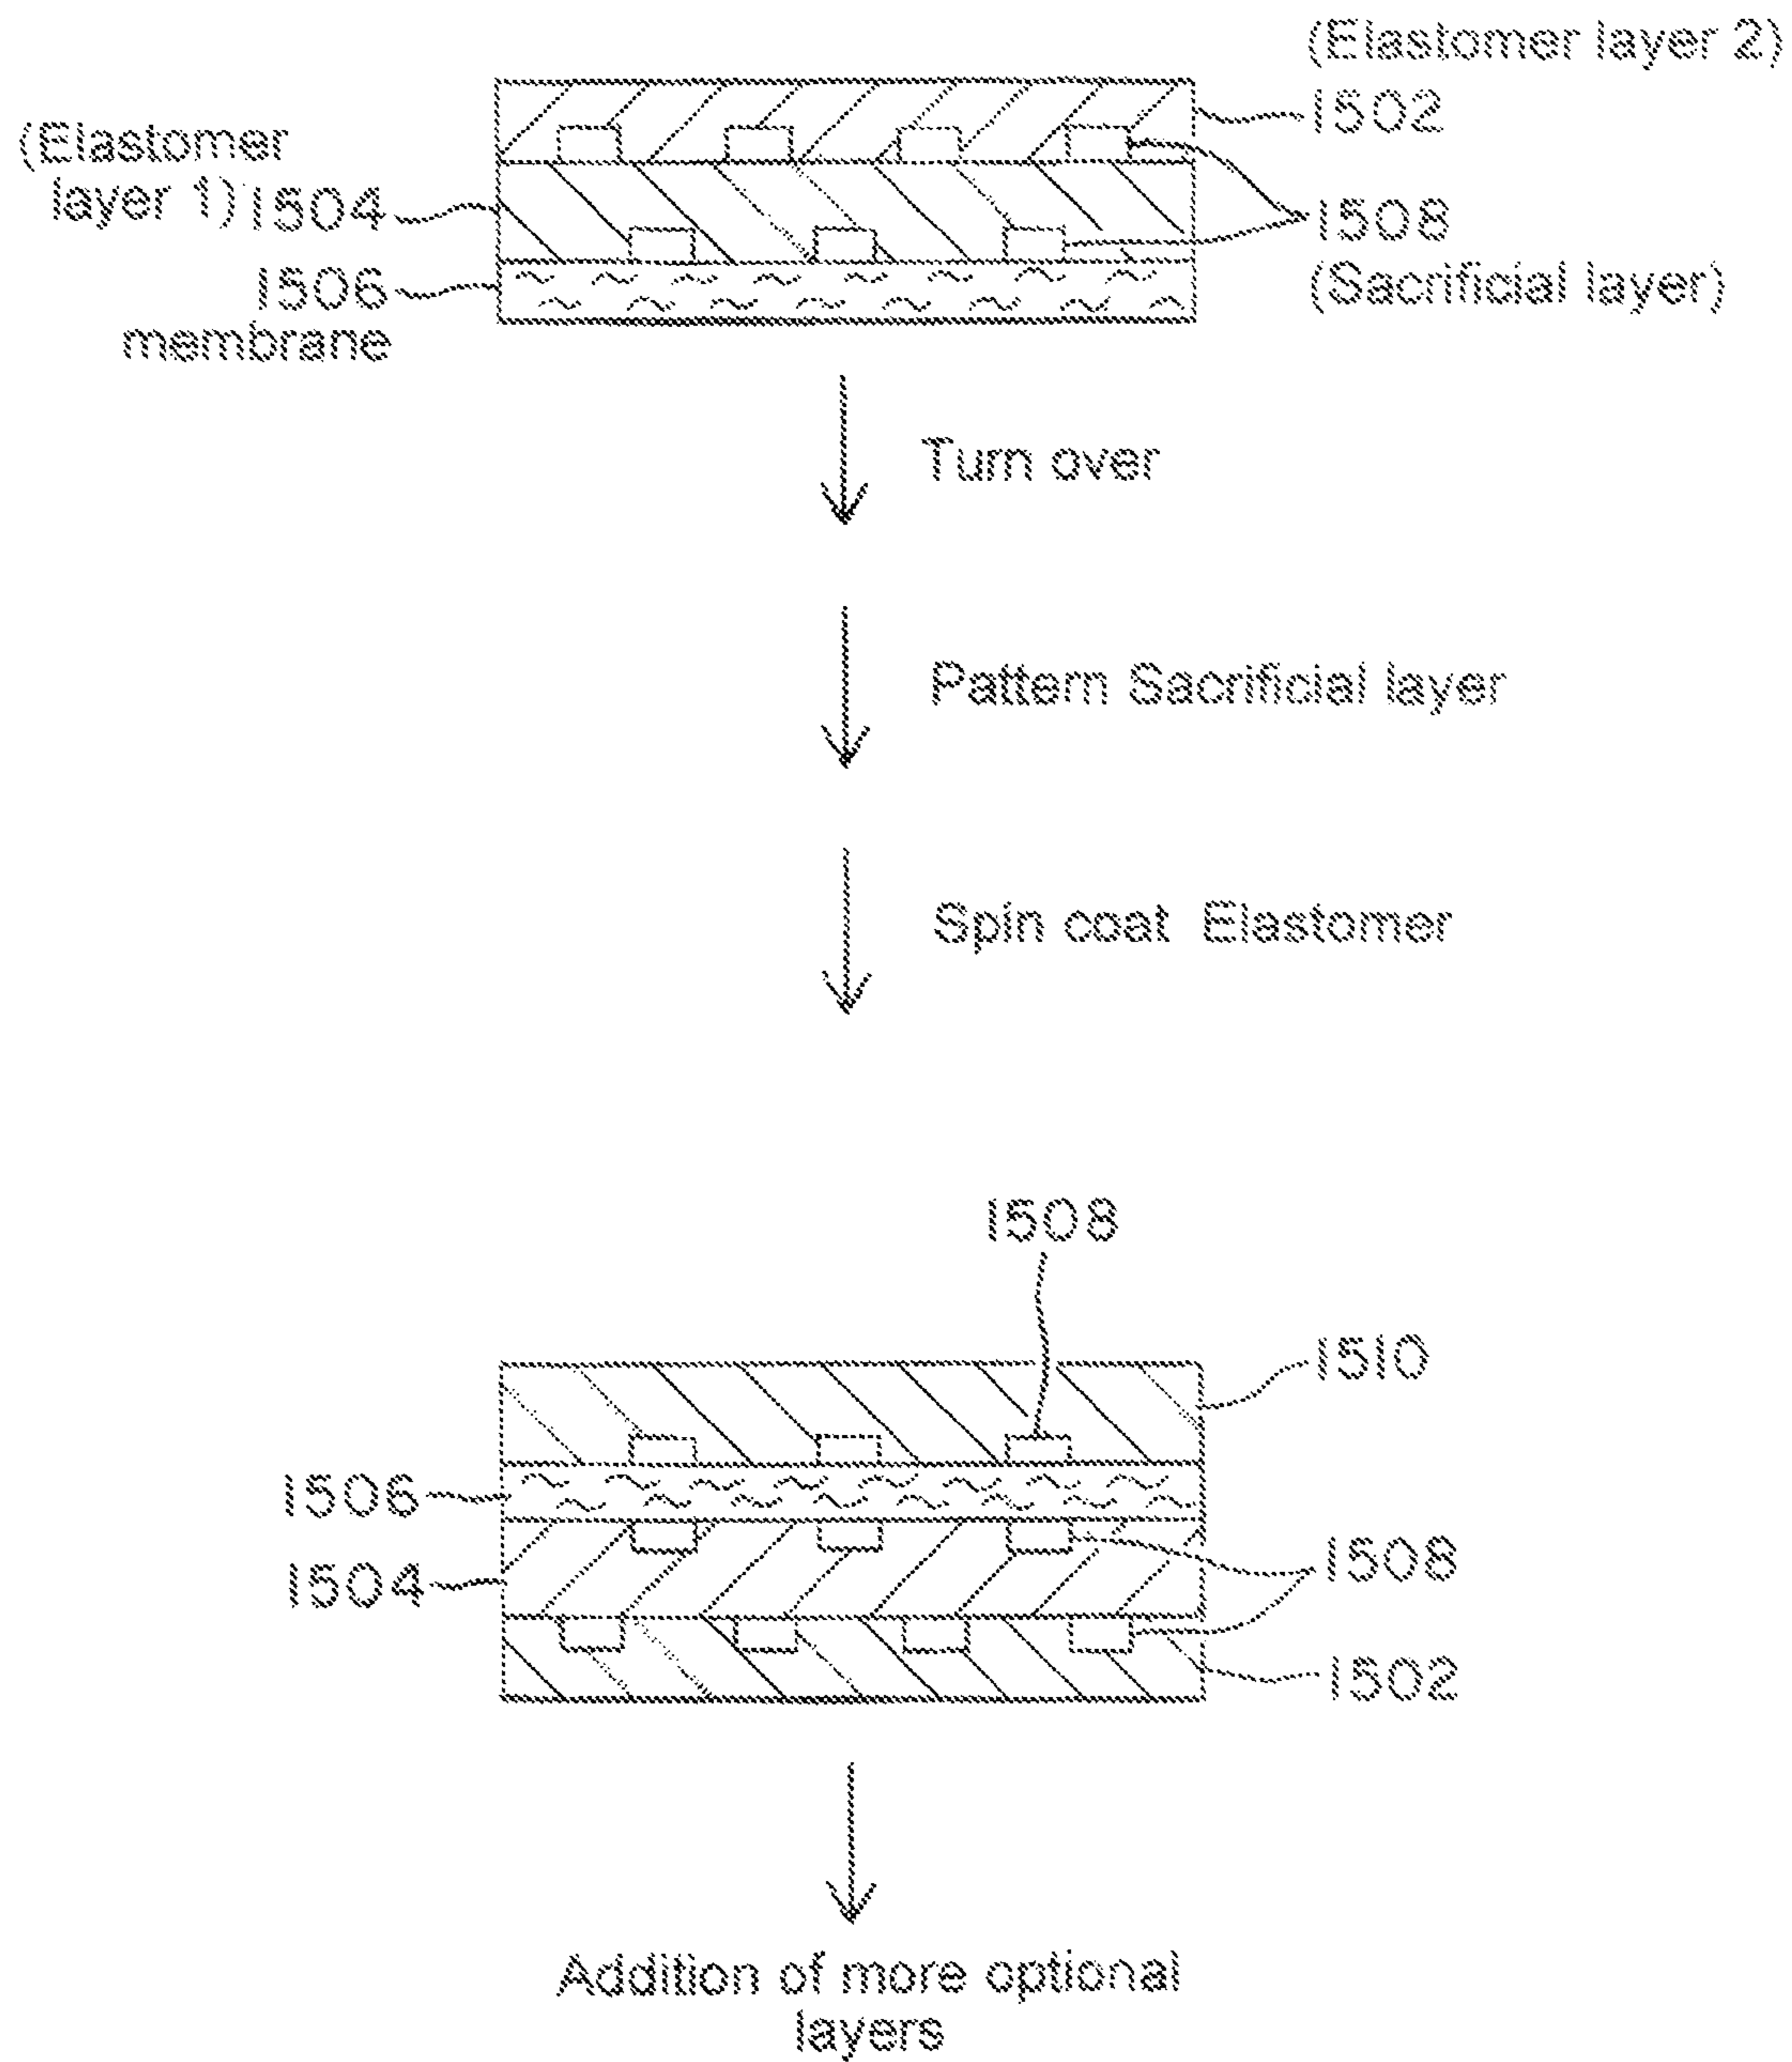 (Elastomer layer 2)
1502
(Elastomer
layer 1) 1504
1508
(Sacrificial layer)
1506
membrane
Turn over
Pattern Sacrificial layer
Spin coat Elastomer
1508
1510
1506
1504
1508
1502
Addition of more optional
layers